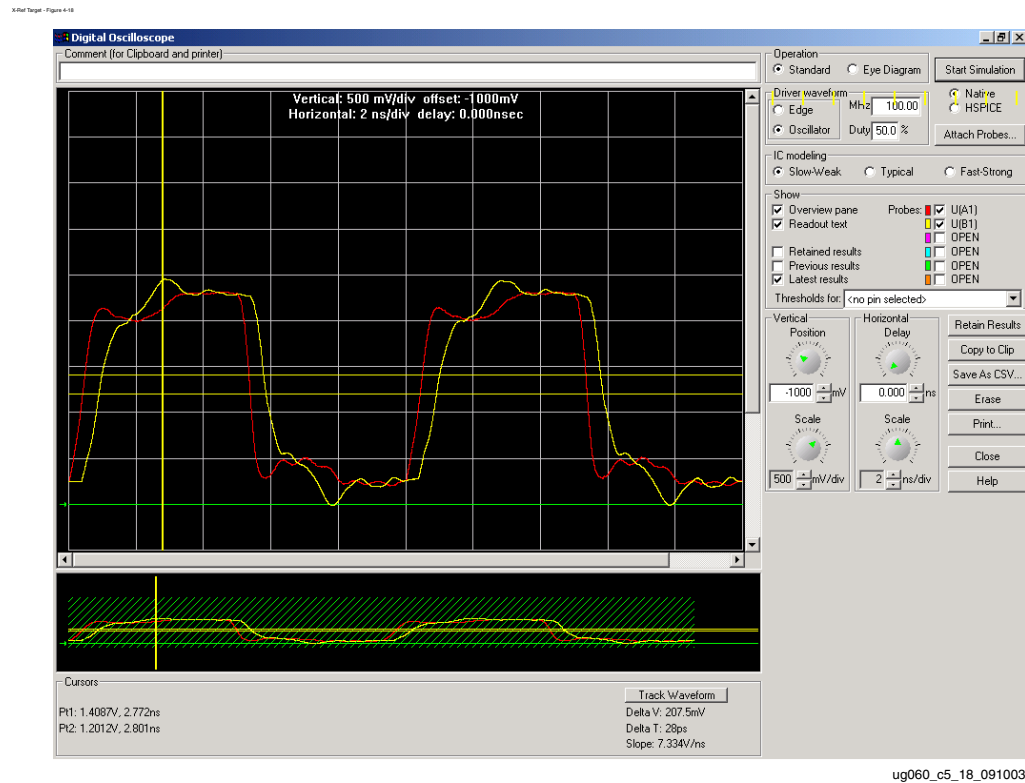 X-Ref Target - Figure 4-18
Digital Oscilloscope
Comment (for Clipboard and printer)
Vertical: 500 mV/div offset: -1000mV
Horizontal: 2 ns/div delay: 0.000nsec
Operation
Standard Eye Diagram
Start Simulation
Driver waveform
Edge
Mhz 100.00
Oscillator
Duty 50.0 %
Native
HSPICE
Attach Probes...
IC modeling
Slow-Weak Typical Fast-Strong
Show
Overview pane Probes: U(A1)
Readout text U(B1)
OPEN
Retained results OPEN
Previous results OPEN
Latest results OPEN
Thresholds for: <no pin selected>
Vertical
Position
-1000 mV
Scale
500 mV/div
Horizontal
Delay
0.000 ns
Scale
2 ns/div
Retain Results
Copy to Clip
Save As CSV...
Erase
Print...
Close
Help
Cursors
Pt1: 1.4087V, 2.772ns
Pt2: 1.2012V, 2.801ns
Track Waveform
Delta V: 207.5mV
Delta T: 28ps
Slope: 7.334V/ns
ug060_c5_18_091003